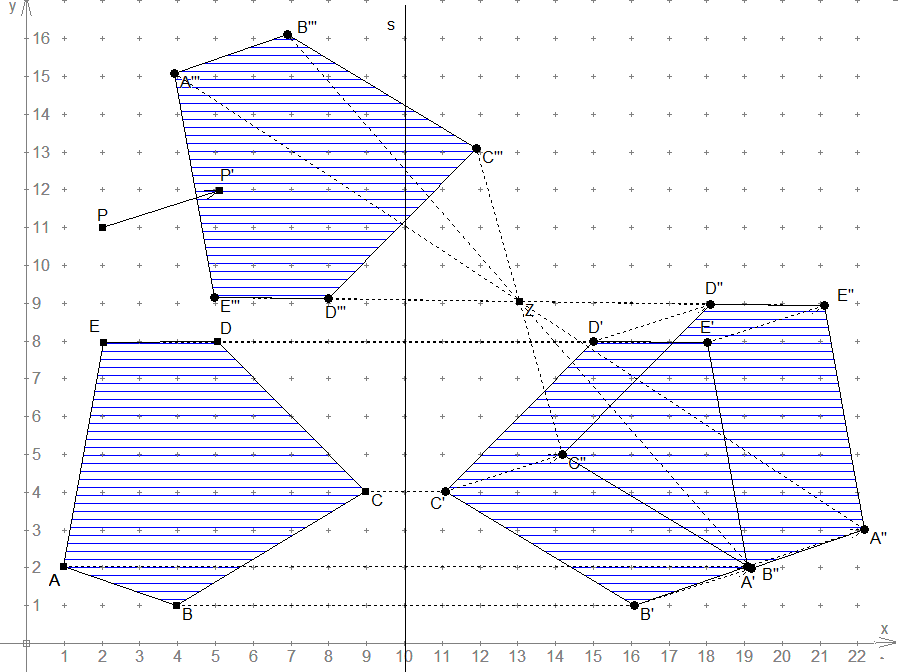 y
B'''
s
16
15
A'''
14
13
C'''
12
P'
P
11
10
9
E'''
D'''
Z
D''
E''
E
D
D'
E'
8
7
6
5
C''
4
C
C'
3
A''
2
A
A'
B''
1
B
B'
x
1 2 3 4 5 6 7 8 9 10 11 12 13 14 15 16 17 18 19 20 21 22